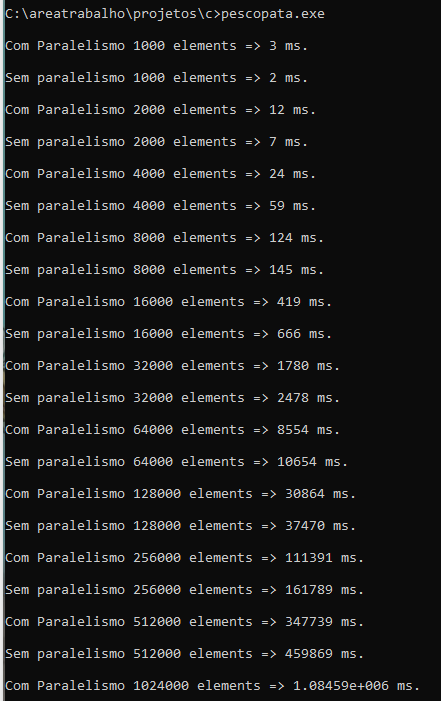 C:\areatrabalho\projetos\c>pescopata.exe
Com Paralelismo 1000 elements => 3 ms.
Sem paralelismo 1000 elements => 2 ms.
Com Paralelismo 2000 elements => 12 ms.
Sem paralelismo 2000 elements => 7 ms.
Com Paralelismo 4000 elements => 24 ms.
Sem paralelismo 4000 elements => 59 ms.
Com Paralelismo 8000 elements => 124 ms.
Sem paralelismo 8000 elements => 145 ms.
Com Paralelismo 16000 elements => 419 ms.
Sem paralelismo 16000 elements => 666 ms.
Com Paralelismo 32000 elements => 1780 ms.
Sem paralelismo 32000 elements => 2478 ms.
Com Paralelismo 64000 elements => 8554 ms.
Sem paralelismo 64000 elements => 10654 ms.
Com Paralelismo 128000 elements => 30864 ms.
Sem paralelismo 128000 elements => 37470 ms.
Com Paralelismo 256000 elements => 111391 ms.
Sem paralelismo 256000 elements => 161789 ms.
Com Paralelismo 512000 elements => 347739 ms.
Sem paralelismo 512000 elements => 459869 ms.
Com Paralelismo 1024000 elements => 1.08459e+006 ms.